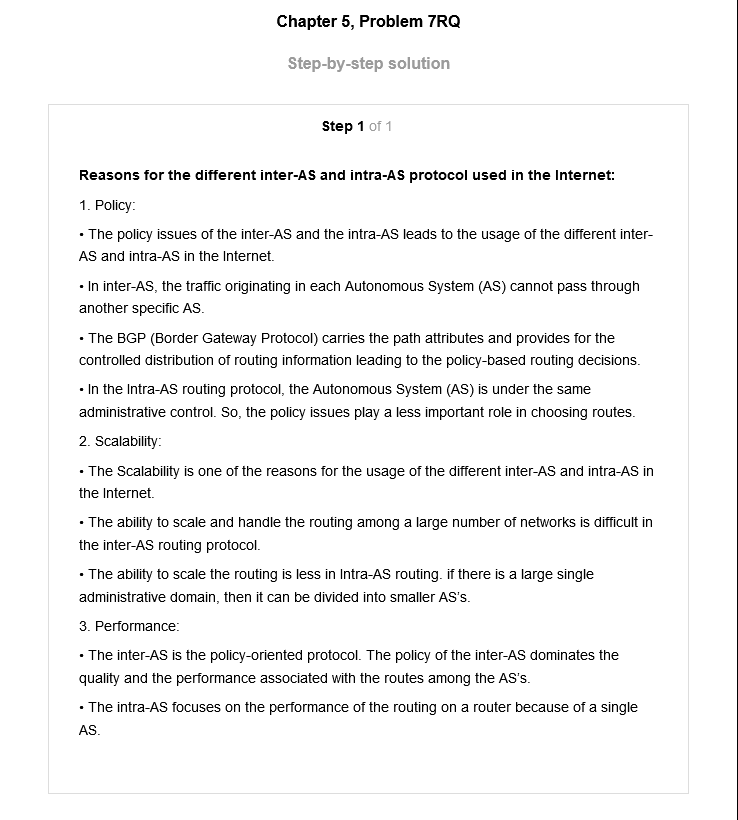 Chapter 5, Problem 7RQ
Step-by-step solution
Step 1 of 1
Reasons for the different inter-AS and intra-AS protocol used in the Internet:
1. Policy:
• The policy issues of the inter-AS and the intra-AS leads to the usage of the different inter-
AS and intra-AS in the Internet.
• In inter-AS, the traffic originating in each Autonomous System (AS) cannot pass through
another specific AS.
• The BGP (Border Gateway Protocol) carries the path attributes and provides for the
controlled distribution of routing information leading to the policy-based routing decisions.
• In the Intra-AS routing protocol, the Autonomous System (AS) is under the same
administrative control. So, the policy issues play a less important role in choosing routes.
2. Scalability:
• The Scalability is one of the reasons for the usage of the different inter-AS and intra-AS in
the Internet.
• The ability to scale and handle the routing among a large number of networks is difficult in
the inter-AS routing protocol.
• The ability to scale the routing is less in Intra-AS routing. if there is a large single
administrative domain, then it can be divided into smaller AS’s.
3. Performance:
• The inter-AS is the policy-oriented protocol. The policy of the inter-AS dominates the
quality and the performance associated with the routes among the AS’s.
• The intra-AS focuses on the performance of the routing on a router because of a single
AS.